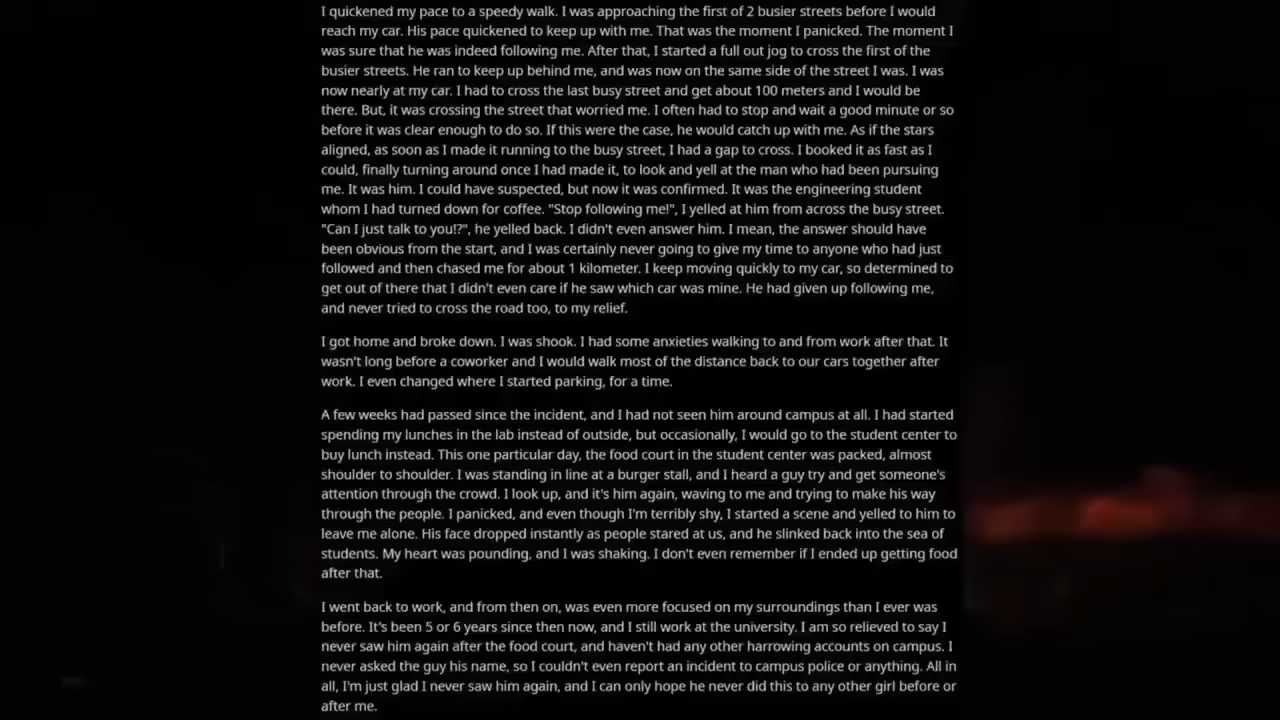 I quickened my pace to a speedy walk. I was approaching the first of 2 busier streets before I would
reach my car. His pace quickened to keep up with me. That was the moment I panicked. The moment I
was sure that he was indeed following me. After that, I started a full out jog to cross the first of the
busier streets. He ran to keep up behind me, and was now on the same side of the street I was. I was
now nearly at my car. I had to cross the last busy street and get about 100 meters and I would be
there. But, it was crossing the street that worried me. I often had to stop and wait a good minute or so
before it was clear enough to do so. If this were the case, he would catch up with me. As if the stars
aligned, as soon as I made it running to the busy street, I had a gap to cross. I booked it as fast as I
could, finally turning around once I had made it, to look and yell at the man who had been pursuing
me. It was him. I could have suspected, but now it was confirmed. It was the engineering student
whom I had turned down for coffee. "Stop following me!", I yelled at him from across the busy street.
"Can I just talk to you!?", he yelled back. I didn't even answer him. I mean, the answer should have
been obvious from the start, and I was certainly never going to give my time to anyone who had just
followed and then chased me for about 1 kilometer. I keep moving quickly to my car, so determined to
get out of there that I didn't even care if he saw which car was mine. He had given up following me,
and never tried to cross the road too, to my relief.
I got home and broke down. I was shook. I had some anxieties walking to and from work after that. It
wasn't long before a coworker and I would walk most of the distance back to our cars together after
work. I even changed where I started parking, for a time.
A few weeks had passed since the incident, and I had not seen him around campus at all. I had started
spending my lunches in the lab instead of outside, but occasionally, I would go to the student center to
buy lunch instead. This one particular day, the food court in the student center was packed, almost
shoulder to shoulder. I was standing in line at a burger stall, and I heard a guy try and get someone's
attention through the crowd. I look up, and it's him again, waving to me and trying to make his way
through the people. I panicked, and even though I'm terribly shy, I started a scene and yelled to him to
leave me alone. His face dropped instantly as people stared at us, and he slinked back into the sea of
students. My heart was pounding, and I was shaking. I don't even remember if I ended up getting food
after that.
I went back to work, and from then on, was even more focused on my surroundings than I ever was
before. It's been 5 or 6 years since then now, and I still work at the university. I am so relieved to say I
never saw him again after the food court, and haven't had any other harrowing accounts on campus. I
never asked the guy his name, so I couldn't even report an incident to campus police or anything. All in
all, I'm just glad I never saw him again, and I can only hope he never did this to any other girl before or
after me.